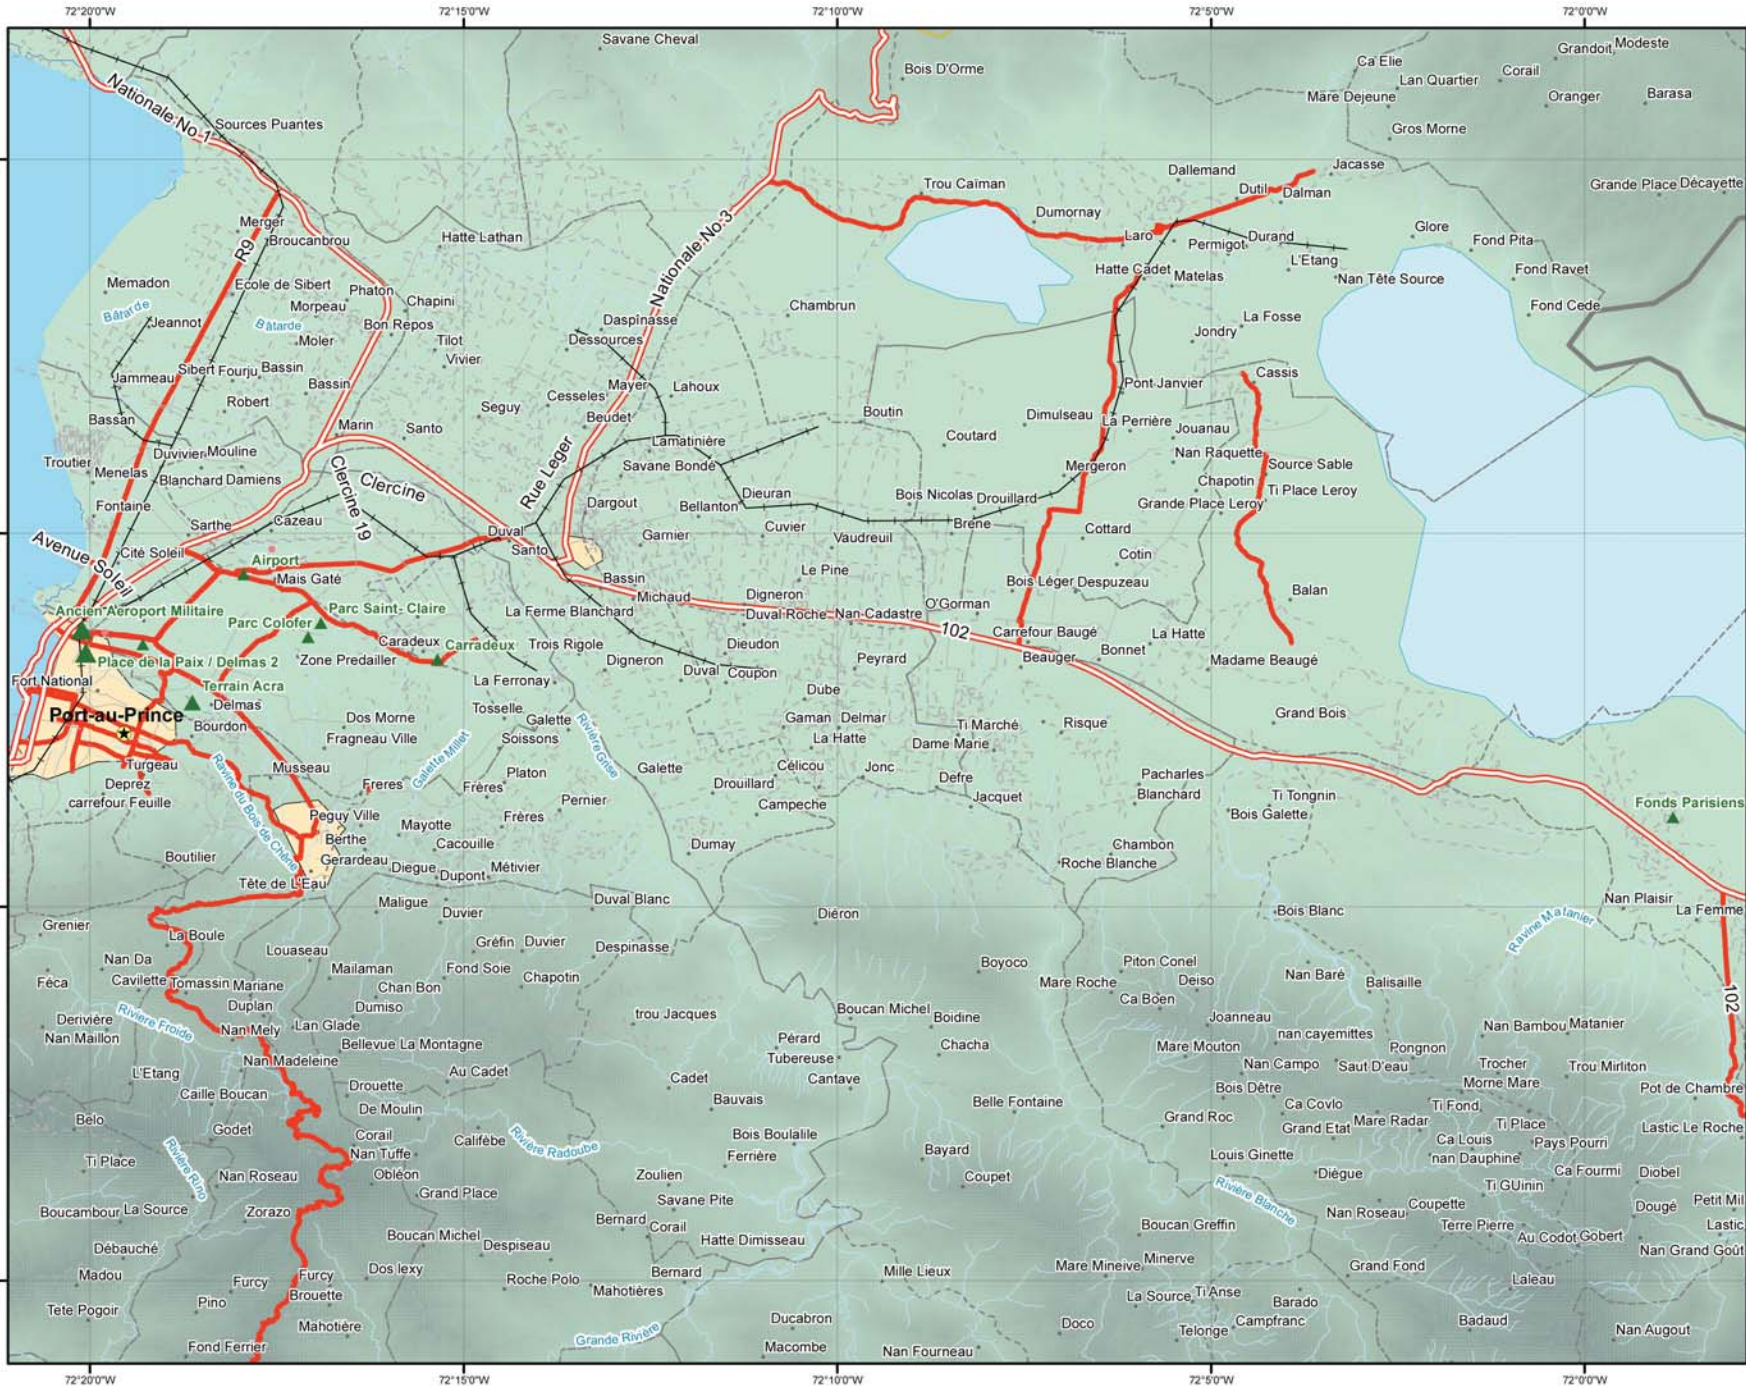 72°20'0"W
72°15'0"W
72°10'0"W
72°5'0"W
72°0'0"W
Savane Cheval
Bois D'Orme
Ca Elie
Grandoit
Modeste
Lan Quartier
Corail
Mare Dejeune
Oranger
Barasa
Nationale No.1
Sources Puantes
Gros Morne
Jacasse
Dallemand
Trou Caïman
Dutil
Dalman
Grande Place
Décayette
Dumornay
Merger
R9
Broucanbrou
Hatte Lathan
Nationale No.3
Laro
Permigot
Durand
Glore
Fond Pita
L'Etang
Hatte Cadet
Matelas
Nan Tête Source
Fond Ravet
Memadon
Ecole de Sibert
Phaton
Morpeau
Chapini
Chambrun
Fond Cede
Bâtarde
Jeannot
Bâtarde
Bon Repos
Daspinasse
La Fosse
Moler
Tilot
Dessources
Jondry
Vivier
Jammeau
Sibert
Fourju
Bassin
Bassin
Mayer
Lahoux
Cassis
Pont Janvier
Robert
Cesseles
Seguy
Beudet
Boutin
Dimulseau
La Perrière
Bassan
Marin
Santo
Jouanau
Lamatinière
Coutard
Duvivier
Mouline
Troutier
Menelas
Savane Bondé
Mergeron
Nan Raquette
Source Sable
Blanchard
Damiens
Clercine
Clercine 19
Rue Leger
Chapotin
Ti Place Leroy
Dieuran
Bois Nicolas
Drouillard
Grande Place Leroy
Fontaine
Dargout
Bellanton
Sarthe
Cazeau
Cuvier
Brene
Cottard
Duval
Garnier
Vaudreuil
Avenue Soleil
Cité Soleil
Santo
Cotin
Airport
Mais Gaté
Le Pine
Bassin
Bois Léger
Despuzeau
Michaud
Digneron
Balan
Ancien Aeroport Militaire
Parc Saint- Claire
La Ferme Blanchard
Duval Roche
Nan Cadastre
O'Gorman
Parc Colofer
102
Carrefour Baugé
La Hatte
Caradeux
Carradeux
Trois Rigole
Dieudon
Bonnet
Place de la Paix / Delmas 2
Zone Predailler
Digneron
Peyrard
Beauger
Madame Beaugé
Duval
Coupon
Fort National
La Ferronay
Terrain Acra
Dube
Delmas
Port-au-Prince
Tosselle
Bourdon
Dos Morne
Galette
Gaman
Delmar
Ti Marché
Risque
Grand Bois
Fragneau Ville
Soissons
La Hatte
Dame Marie
Turgeau
Galette Millet
Rivière Grise
Musseau
Platon
Galette
Célicou
Jonc
Pacharles
Deprez
Freres
Frères
Drouillard
Defre
carrefour Feuille
Ravine du Bois de Chêne
Pernier
Campeche
Jacquet
Blanchard
Ti Tongnin
Fonds Parisiens
Peguy Ville
Frères
Bois Galette
Mayotte
Berthe
Cacouille
Dumay
Chambon
Boutilier
Gerardeau
Diegue
Métivier
Roche Blanche
Dupont
Tête de L'Eau
Maligue
Duval Blanc
Nan Plaisir
Duvier
Diéron
Bois Blanc
La Femme
Grenier
La Boule
Ravine Matanier
Louaseau
Gréfin
Duvier
Despinasse
Nan Da
Mailaman
Fond Soie
Boyoco
Piton Conel
Féca
Cavilette
Tomassin
Mariane
Chapotin
Mare Roche
Deiso
Nan Baré
Balisaille
Chan Bon
Duplan
Dumiso
Boucan Michel
Ca Boen
102
Riviere Froide
trou Jacques
Boidine
Joanneau
Derivière
Nan Mely
Lan Glade
Nan Bambou
Matanier
Nan Maillon
Pérard
nan cayemittes
Bellevue La Montagne
Chacha
Mare Mouton
Pongnon
Nan Madeleine
Tubereuse
Nan Campo
Saut D'eau
Trocher
Trou Mirliton
L'Etang
Au Cadet
Cadet
Cantave
Morne Mare
Drouette
Bois Dêtre
Pot de Chambre
Caille Boucan
Bauvais
Belle Fontaine
Ca Covlo
Ti Fond
De Moulin
Belo
Grand Roc
Mare Radar
Ti Place
Godet
Corail
Bois Boulalile
Grand Etat
Lastic Le Roche
Califèbe
Rivière Radoube
Ca Louis
Pays Pourri
Nan Tuffe
Bayard
Louis Ginette
nan Dauphine
Ti Place
Ferrière
Rivière Rino
Nan Roseau
Obléon
Zoulien
Coupet
Diègue
Ca Fourmi
Diobel
Grand Place
Rivière Blanche
Ti GUinin
Savane Pite
Coupette
Petit Mil
Boucambour
La Source
Zorazo
Nan Roseau
Dougé
Bernard
Corail
Boucan Greffin
Terre Pierre
Lastic
Boucan Michel
Hatte Dimisseau
Au Codot
Gobert
Débauché
Despiseau
Nan Grand Goût
Minerve
Madou
Furcy
Furcy
Dos lexy
Roche Polo
Bernard
Mille Lieux
Mare Mineive
Grand Fond
Laleau
Brouette
Mahotières
Ti Anse
Pino
La Source
Barado
Tete Pogoir
Mahotière
Ducabron
Doco
Campfranc
Badaud
Telonge
Nan Augout
Fond Ferrier
Grande Rivière
Macombe
Nan Fourneau
72°20'0"W
72°15'0"W
72°10'0"W
72°5'0"W
72°0'0"W